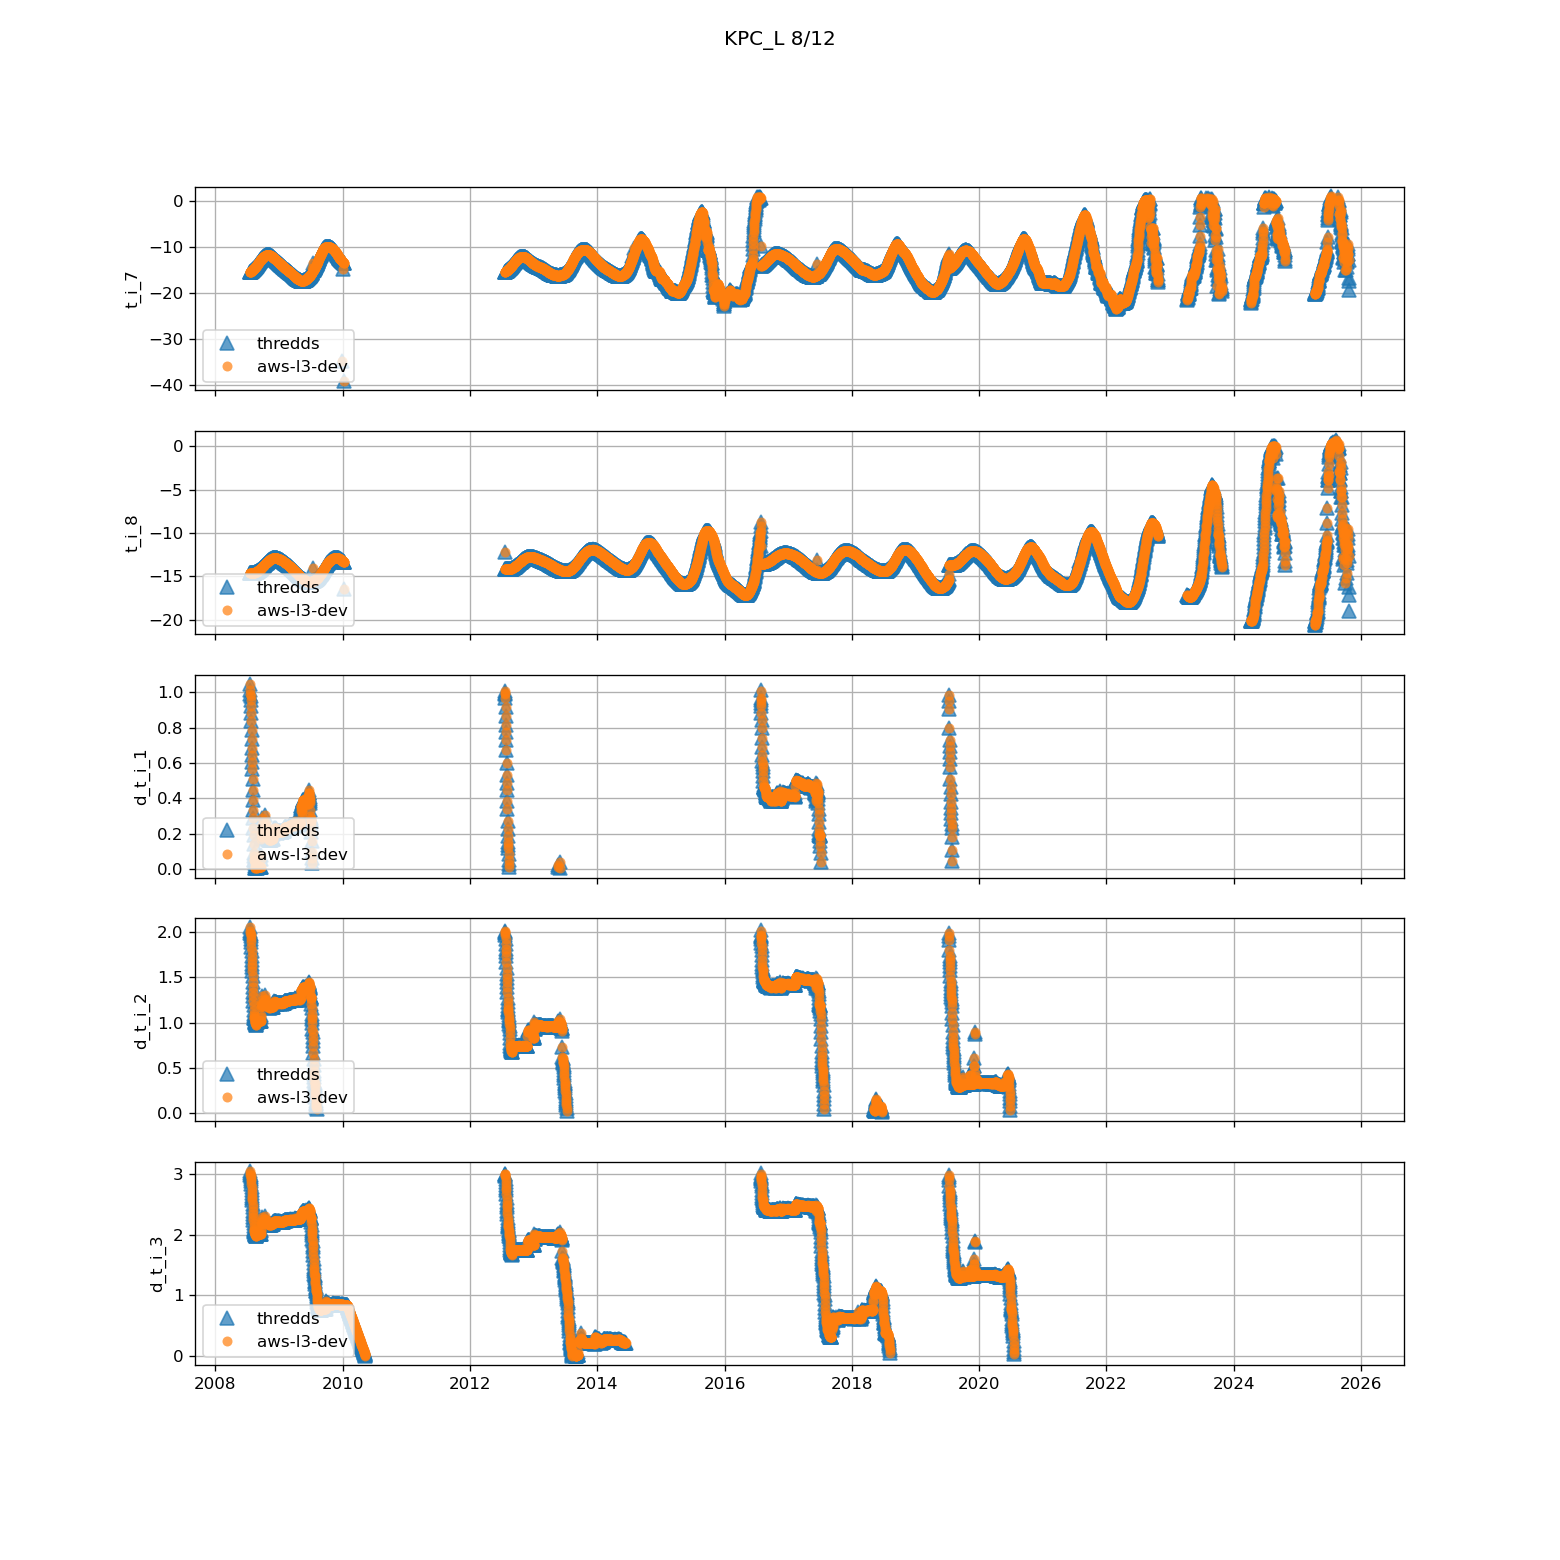 KPC_L 8/12
t_i_7
0
−10
−20
−30
−40
thredds
aws-l3-dev
t_i_8
0
−5
−10
−15
−20
thredds
aws-l3-dev
d_t_i_1
1.0
0.8
0.6
0.4
0.2
0.0
thredds
aws-l3-dev
d_t_i_2
2.0
1.5
1.0
0.5
0.0
thredds
aws-l3-dev
d_t_i_3
3
2
1
0
thredds
aws-l3-dev
2008 2010 2012 2014 2016 2018 2020 2022 2024 2026